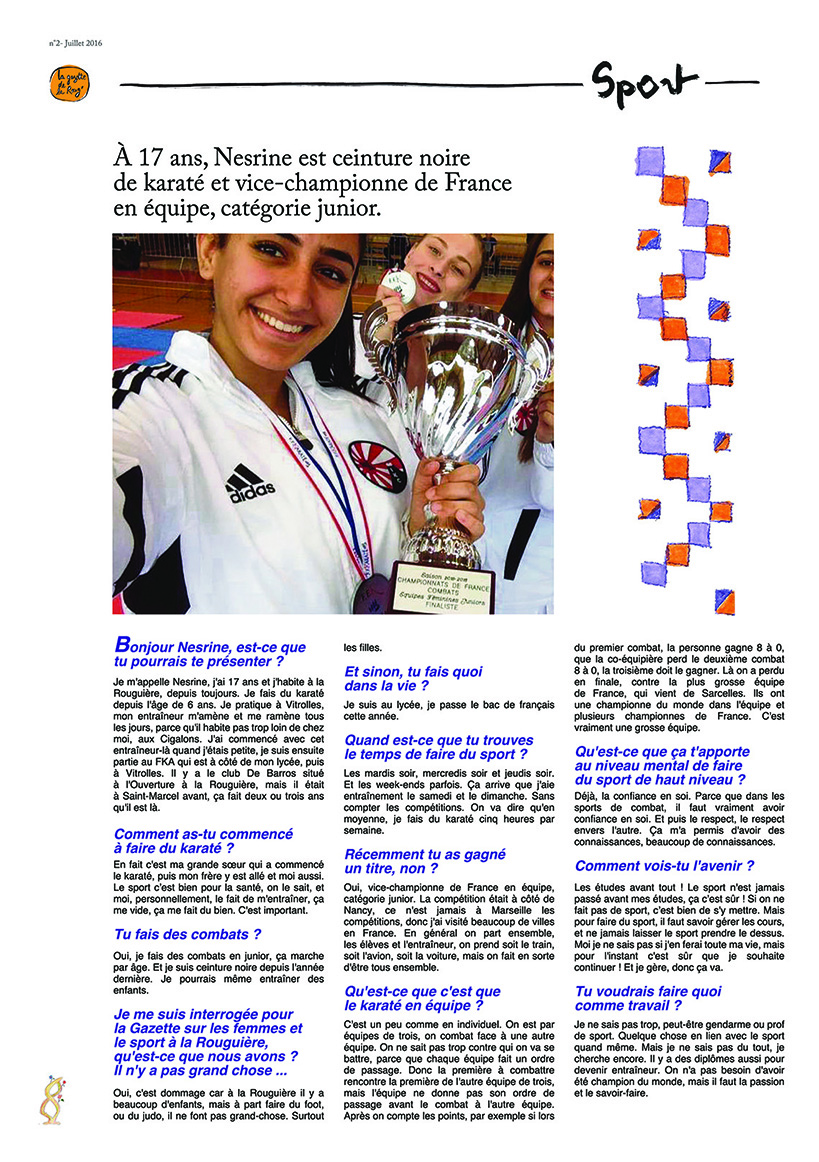 n°2- Juillet 2016
la gazette
de
la Roug'
Sport
À 17 ans, Nesrine est ceinture noire
de karaté et vice-championne de France
en équipe, catégorie junior.
adidas
Saison 2015-2016
CHAMPIONNATS DE FRANCE
COMBATS
Equipes Féminines Juniors
FINALISTE
Bonjour Nesrine, est-ce que
tu pourrais te présenter ?
Je m'appelle Nesrine, j'ai 17 ans et j'habite à la
Rouguière, depuis toujours. Je fais du karaté
depuis l'âge de 6 ans. Je pratique à Vitrolles,
mon entraîneur m'amène et me ramène tous
les jours, parce qu'il habite pas trop loin de chez
moi, aux Cigalons. J'ai commencé avec cet
entraîneur-là quand j'étais petite, je suis ensuite
partie au FKA qui est à côté de mon lycée, puis
à Vitrolles. Il y a le club De Barros situé
à l'Ouverture à la Rouguière, mais il était
à Saint-Marcel avant, ça fait deux ou trois ans
qu'il est là.
Comment as-tu commencé
à faire du karaté ?
En fait c'est ma grande sœur qui a commencé
le karaté, puis mon frère y est allé et moi aussi.
Le sport c'est bien pour la santé, on le sait, et
moi, personnellement, le fait de m'entraîner, ça
me vide, ça me fait du bien. C'est important.
Tu fais des combats ?
Oui, je fais des combats en junior, ça marche
par âge. Et je suis ceinture noire depuis l'année
dernière. Je pourrais même entraîner des
enfants.
Je me suis interrogée pour
la Gazette sur les femmes et
le sport à la Rouguière,
qu'est-ce que nous avons ?
Il n'y a pas grand chose ...
Oui, c'est dommage car à la Rouguière il y a
beaucoup d'enfants, mais à part faire du foot,
ou du judo, il ne font pas grand-chose. Surtout
les filles.
Et sinon, tu fais quoi
dans la vie ?
Je suis au lycée, je passe le bac de français
cette année.
Quand est-ce que tu trouves
le temps de faire du sport ?
Les mardis soir, mercredis soir et jeudis soir.
Et les week-ends parfois. Ça arrive que j'aie
entraînement le samedi et le dimanche. Sans
compter les compétitions. On va dire qu'en
moyenne, je fais du karaté cinq heures par
semaine.
Récemment tu as gagné
un titre, non ?
Oui, vice-championne de France en équipe,
catégorie junior. La compétition était à côté de
Nancy, ce n'est jamais à Marseille les
compétitions, donc j'ai visité beaucoup de villes
en France. En général on part ensemble,
les élèves et l'entraîneur, on prend soit le train,
soit l'avion, soit la voiture, mais on fait en sorte
d'être tous ensemble.
Qu'est-ce que c'est que
le karaté en équipe ?
C'est un peu comme en individuel. On est par
équipes de trois, on combat face à une autre
équipe. On ne sait pas trop contre qui on va se
battre, parce que chaque équipe fait un ordre
de passage. Donc la première à combattre
rencontre la première de l'autre équipe de trois,
mais l'équipe ne donne pas son ordre de
passage avant le combat à l'autre équipe.
Après on compte les points, par exemple si lors
du premier combat, la personne gagne 8 à 0,
que la co-équipière perd le deuxième combat
8 à 0, la troisième doit le gagner. Là on a perdu
en finale, contre la plus grosse équipe
de France, qui vient de Sarcelles. Ils ont
une championne du monde dans l'équipe et
plusieurs championnes de France. C'est
vraiment une grosse équipe.
Qu'est-ce que ça t'apporte
au niveau mental de faire
du sport de haut niveau ?
Déjà, la confiance en soi. Parce que dans les
sports de combat, il faut vraiment avoir
confiance en soi. Et puis le respect, le respect
envers l'autre. Ça m'a permis d'avoir des
connaissances, beaucoup de connaissances.
Comment vois-tu l'avenir ?
Les études avant tout ! Le sport n'est jamais
passé avant mes études, ça c'est sûr ! Si on ne
fait pas de sport, c'est bien de s'y mettre. Mais
pour faire du sport, il faut savoir gérer les cours,
et ne jamais laisser le sport prendre le dessus.
Moi je ne sais pas si j'en ferai toute ma vie, mais
pour l'instant c'est sûr que je souhaite
continuer ! Et je gère, donc ça va.
Tu voudrais faire quoi
comme travail ?
Je ne sais pas trop, peut-être gendarme ou prof
de sport. Quelque chose en lien avec le sport
quand même. Mais je ne sais pas du tout, je
cherche encore. Il y a des diplômes aussi pour
devenir entraîneur. On n'a pas besoin d'avoir
été champion du monde, mais il faut la passion
et le savoir-faire.